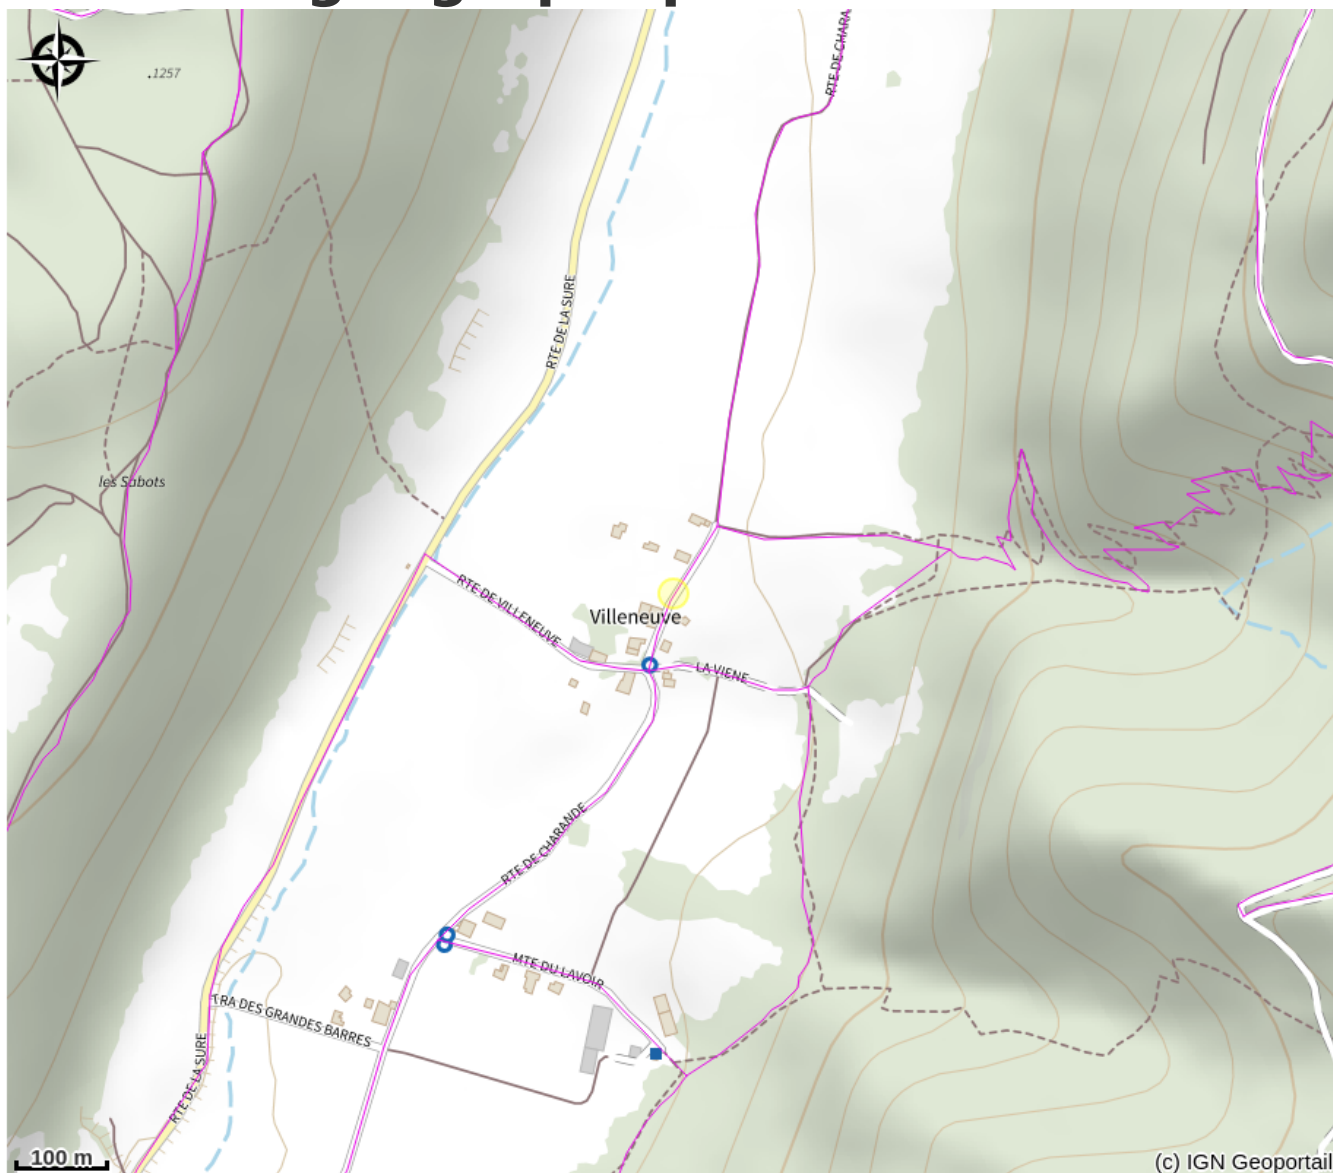 .1257
RTE DE CHARA
RTE DE LA SURE
les Sabots
RTE DE VILLENEUVE
Villeneuve
LA VIENE
RTE DE CHARANDE
MTE DU LAVOIR
TRA DES GRANDES BARRES
RTE DE LA SURE
100 m
(c) IGN Geoportail